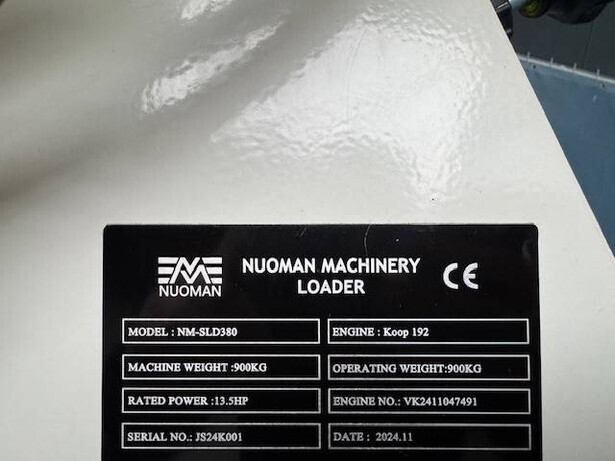 NUOMAN
NUOMAN MACHINERY
LOADER
CE
MODEL : NM-SLD380
ENGINE : Koop 192
MACHINE WEIGHT :900KG
OPERATING WEIGHT:900KG
RATED POWER :13.5HP
ENGINE NO.: VK2411047491
SERIAL NO.: JS24K001
DATE : 2024.11